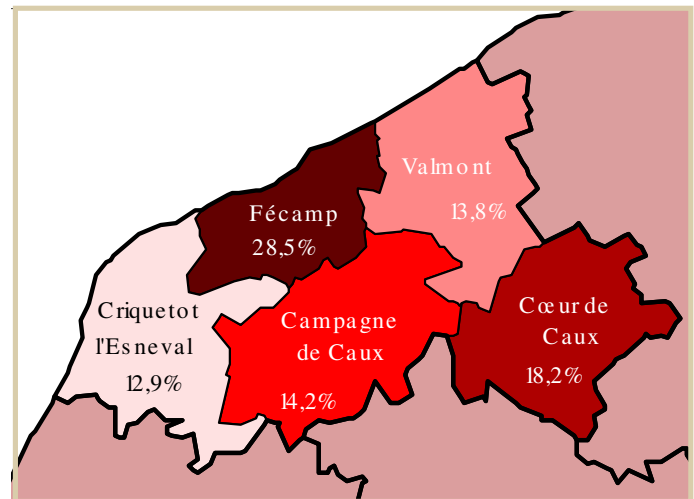 Valmont
13,8%
Fécamp
28,5%
Criquetot
l'Esneval
12,9%
Campagne
de Caux
14,2%
Cœur de
Caux
18,2%